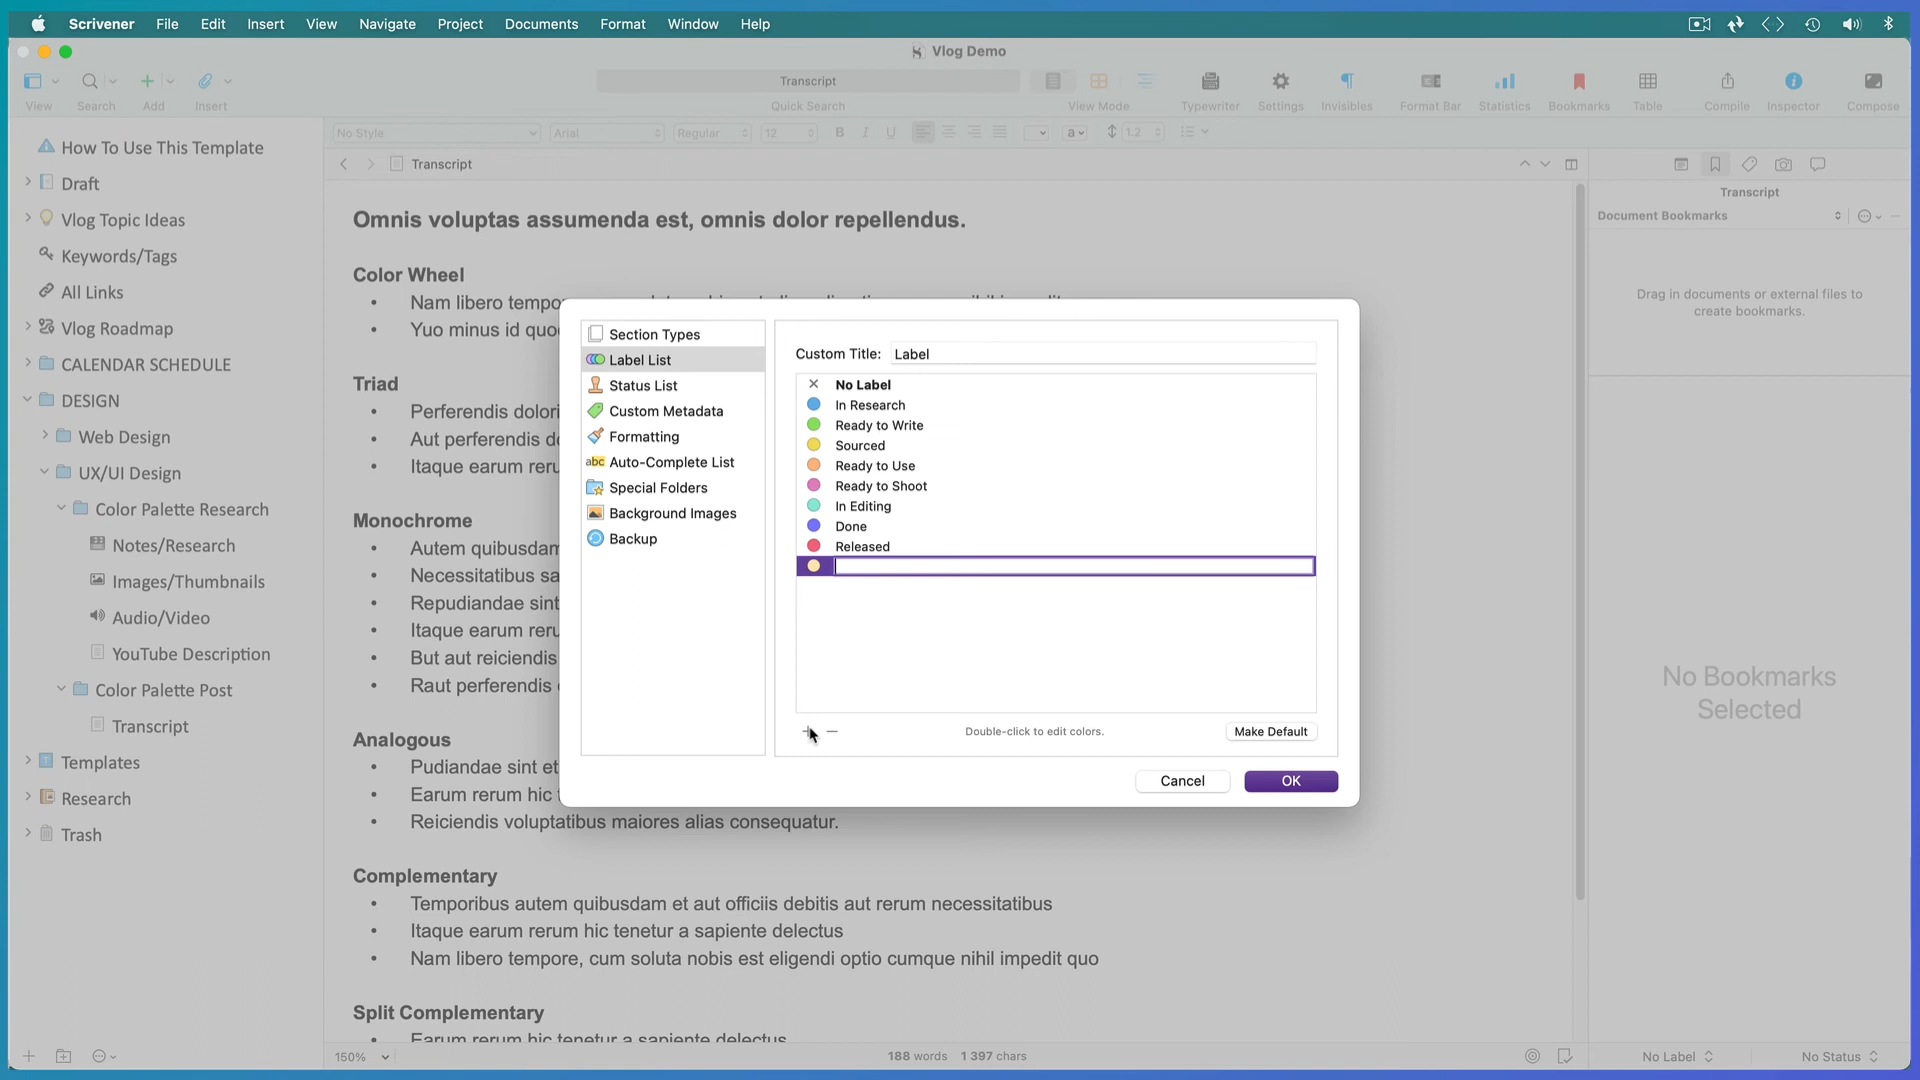 Scrivener File Edit Insert View Navigate Project Documents Format Window Help
Vlog Demo
Transcript
View Search Add Insert Quick Search View Mode Typewriter Settings Invisibles Format Bar Statistics Bookmarks Table Compile Inspector Compose
No Style Arial Regular 12 B I U a 1.2
Transcript
How To Use This Template
Draft
Vlog Topic Ideas
Keywords/Tags
All Links
Vlog Roadmap
CALENDAR SCHEDULE
DESIGN
Web Design
UX/UI Design
Color Palette Research
Notes/Research
Images/Thumbnails
Audio/Video
YouTube Description
Color Palette Post
Transcript
Templates
Research
Trash
Omnis voluptas assumenda est, omnis dolor repellendus.
Color Wheel
• Nam libero tempo
• Yuo minus id quo
Triad
• Perferendis dolori
• Aut perferendis d
• Itaque earum reru
Monochrome
• Autem quibusdam
• Necessitatibus sa
• Repudiandae sint
• Itaque earum reru
• But aut reiciendis
• Raut perferendis
Analogous
• Pudiandae sint et
• Earum rerum hic
• Reiciendis voluptatibus maiores alias consequatur.
Complementary
• Temporibus autem quibusdam et aut officiis debitis aut rerum necessitatibus
• Itaque earum rerum hic tenetur a sapiente delectus
• Nam libero tempore, cum soluta nobis est eligendi optio cumque nihil impedit quo
Split Complementary
Earum rerum hic tenetur a sapiente delectus
Section Types
Label List
Status List
Custom Metadata
Formatting
abc Auto-Complete List
Special Folders
Background Images
Backup
Custom Title: Label
No Label
In Research
Ready to Write
Sourced
Ready to Use
Ready to Shoot
In Editing
Done
Released
Double-click to edit colors.
Make Default
Cancel
OK
Transcript
Document Bookmarks
Drag in documents or external files to
create bookmarks.
No Bookmarks
Selected
150%
188 words 1 397 chars
No Label
No Status